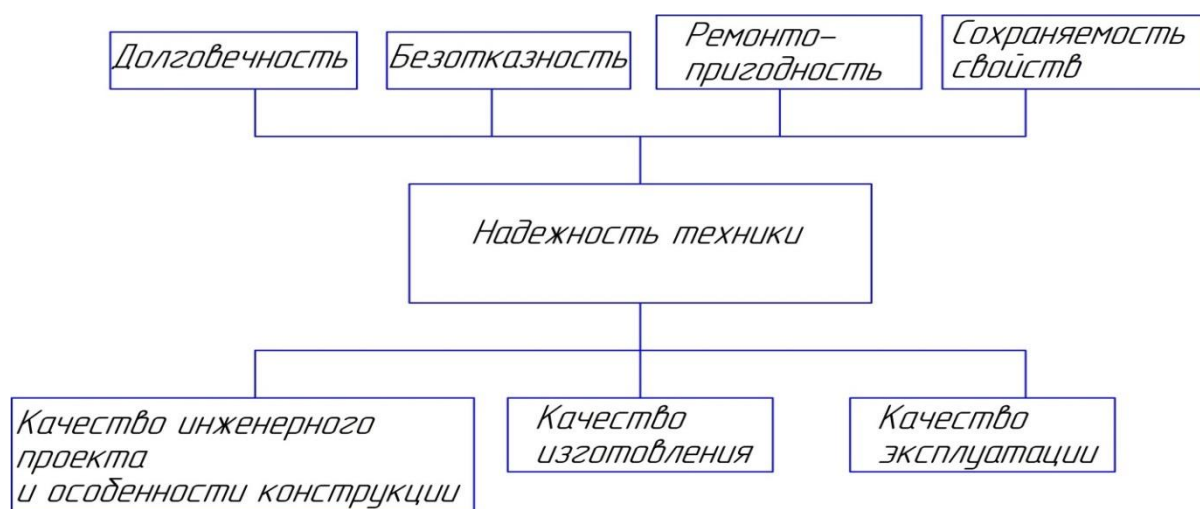 Долговечность
Безотказность
Ремонто-
пригодность
Сохраняемость
свойств
Надежность техники
Качество инженерного
проекта
и особенности конструкции
Качество
изготовления
Качество
эксплуатации